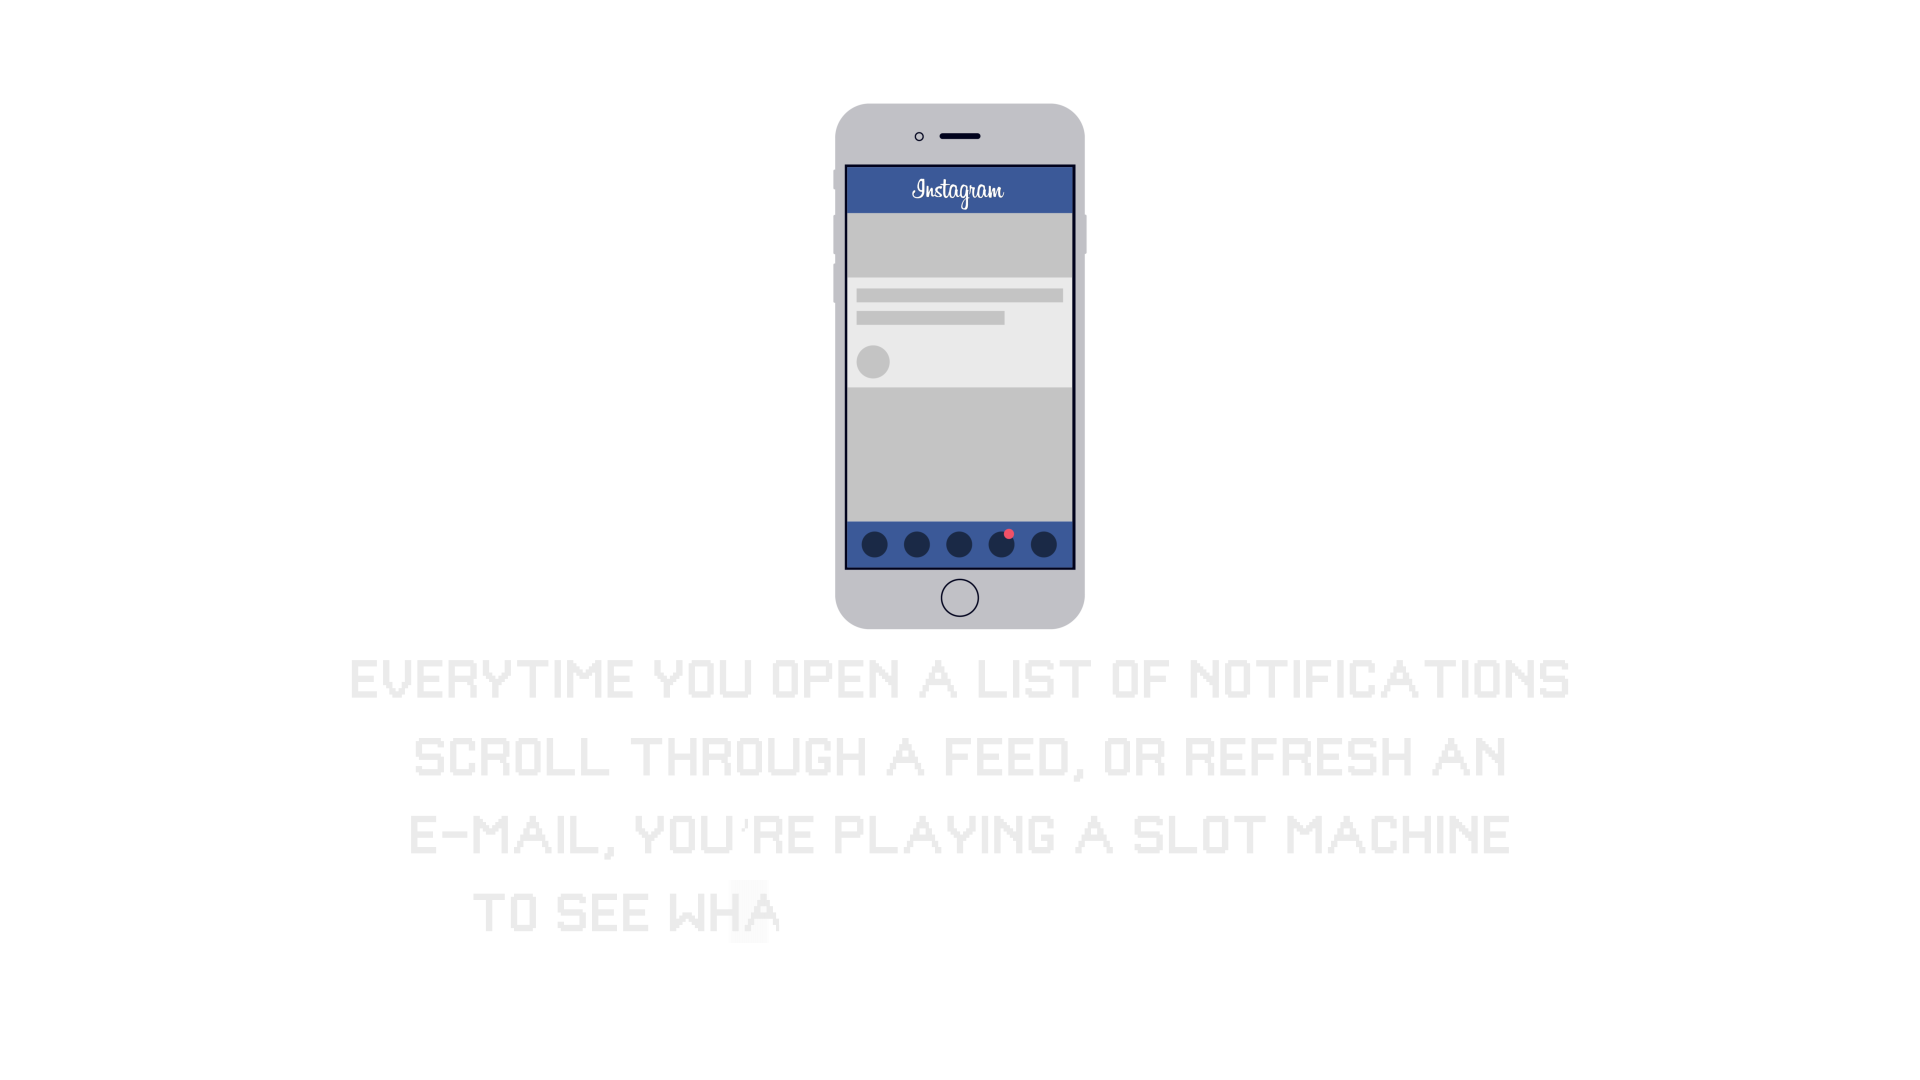 Instagram
EVERYTIME YOU OPEN A LIST OF NOTIFICATIONS
SCROLL THROUGH A FEED, OR REFRESH AN
E-MAIL, YOU'RE PLAYING A SLOT MACHINE
TO SEE WHA